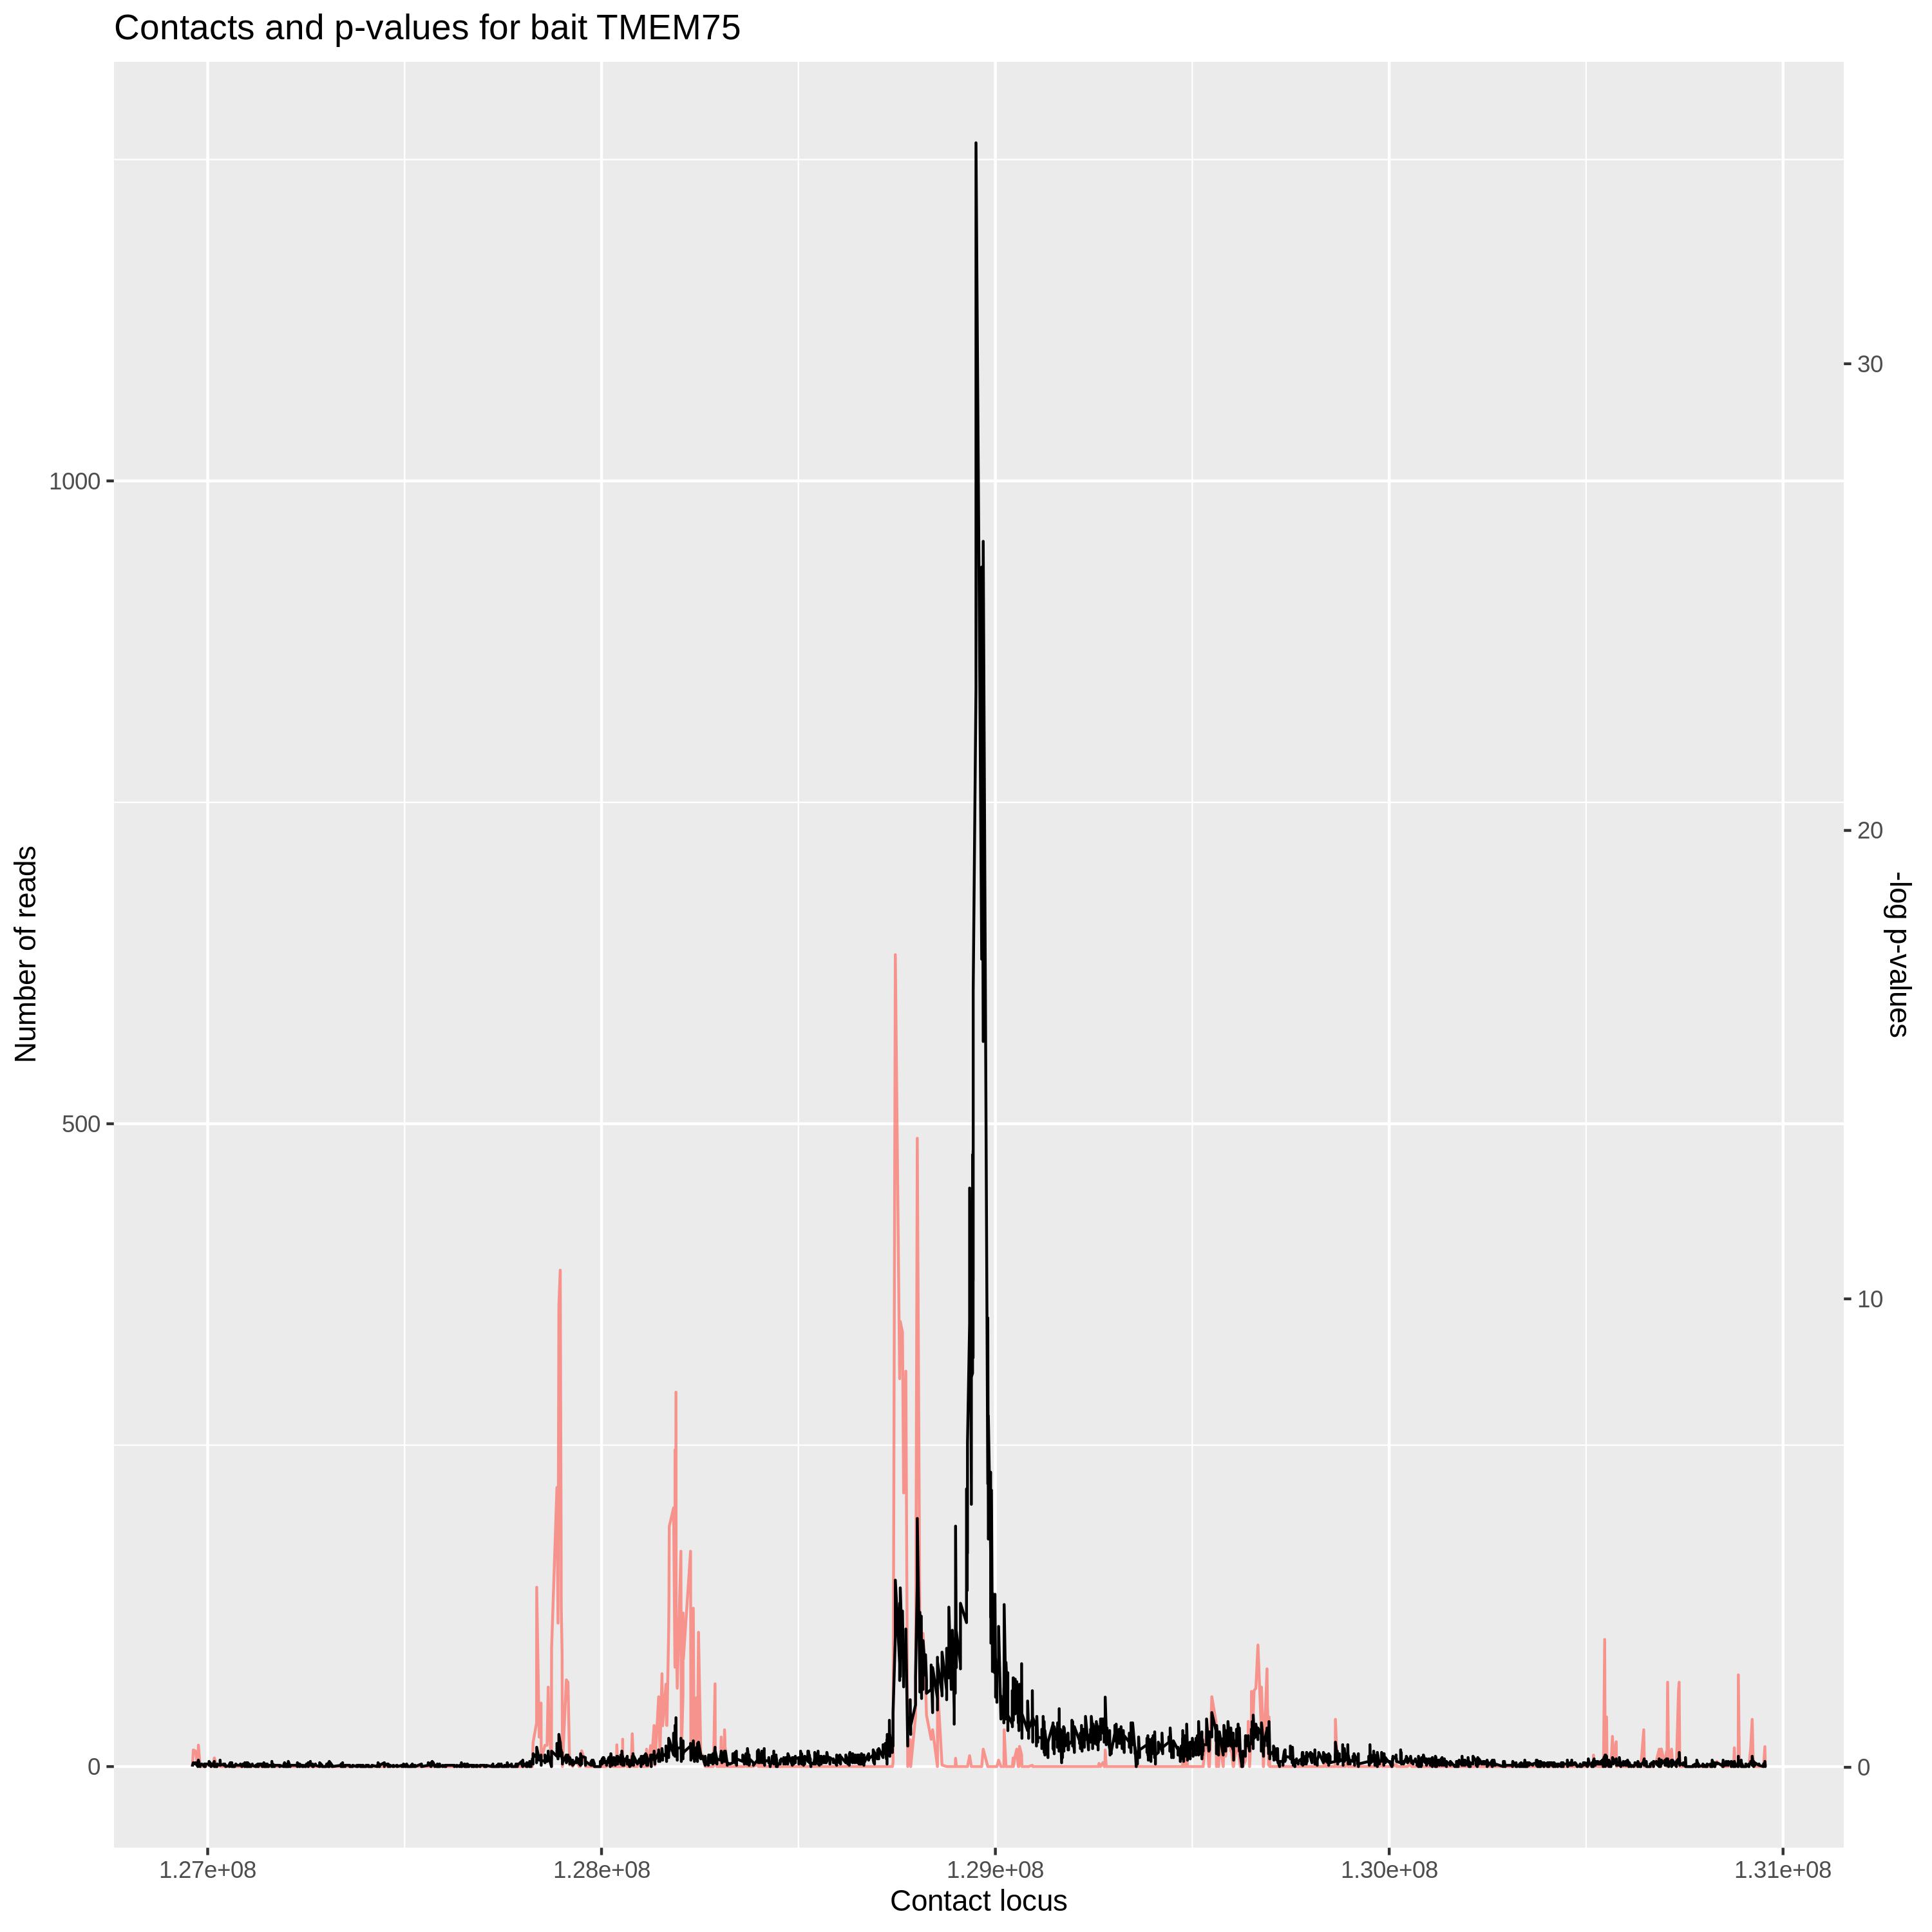 Contacts and p-values for bait TMEM75
Number of reads
1000
500
0
30
20
10
0
-log p-values
1.27e+08
1.28e+08
1.29e+08
1.30e+08
1.31e+08
Contact locus